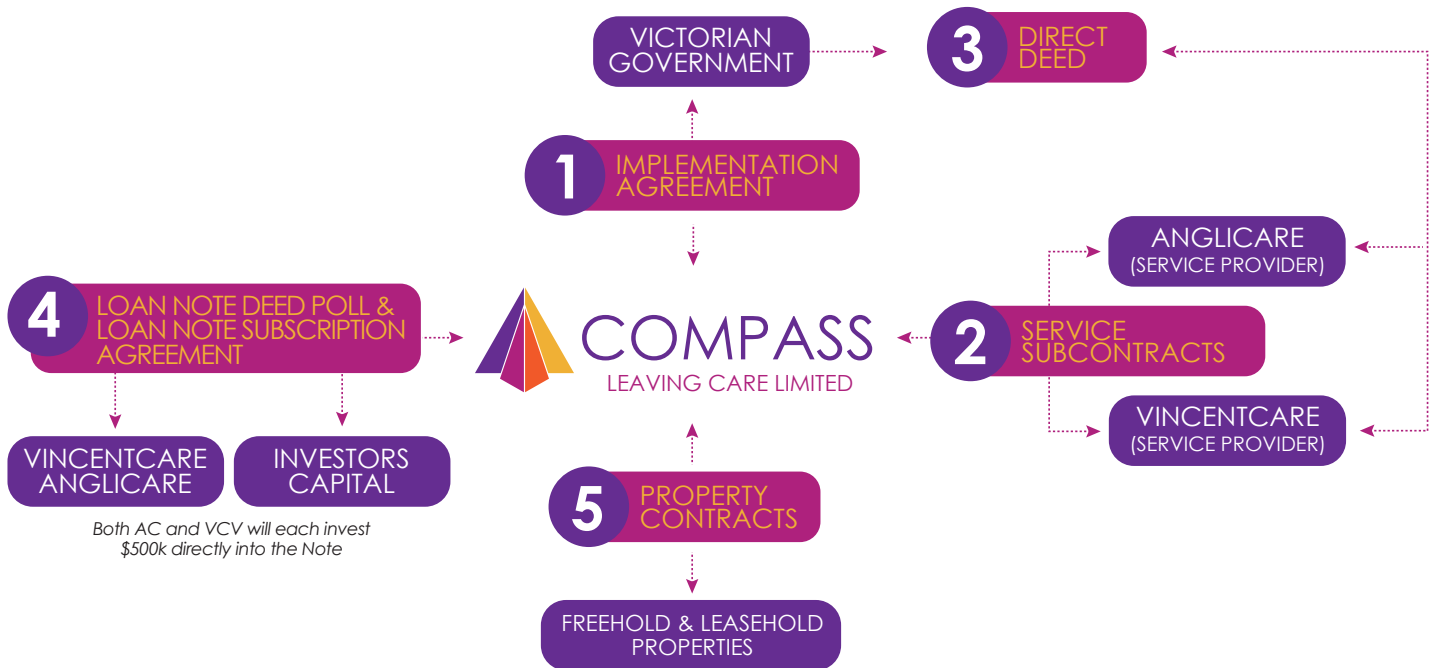 VICTORIAN
GOVERNMENT
3
DIRECT
DEED
1
IMPLEMENTATION
AGREEMENT
ANGLICARE
(SERVICE PROVIDER)
4
LOAN NOTE DEED POLL &
LOAN NOTE SUBSCRIPTION
AGREEMENT
COMPASS
LEAVING CARE LIMITED
2
SERVICE
SUBCONTRACTS
VINCENTCARE
(SERVICE PROVIDER)
VINCENTCARE
ANGLICARE
INVESTORS
CAPITAL
Both AC and VCV will each invest
$500k directly into the Note
5
PROPERTY
CONTRACTS
FREEHOLD & LEASEHOLD
PROPERTIES